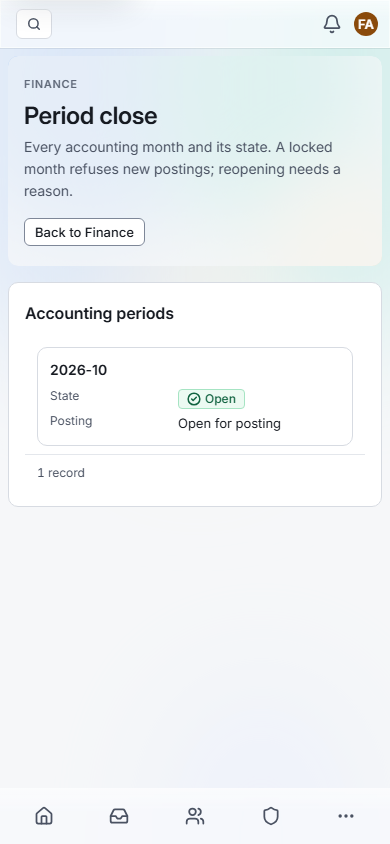 FA
FINANCE
Period close
Every accounting month and its state. A locked
month refuses new postings; reopening needs a
reason.
Back to Finance
Accounting periods
2026-10
State
Open
Posting
Open for posting
1 record